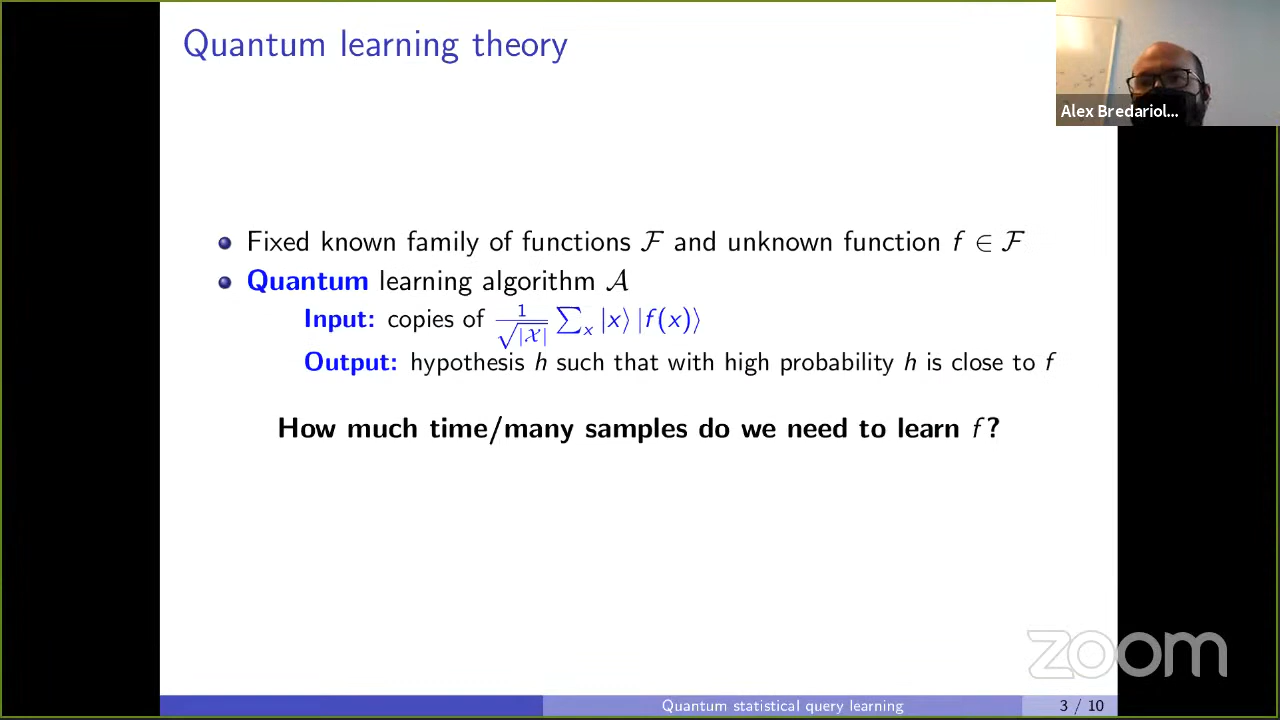 Quantum learning theory
Alex Bredariol...
Fixed known family of functions ℱ and unknown function f ∈ ℱ
Quantum learning algorithm 𝒜
Input: copies of 1/√|𝒳| ∑ₓ |x⟩ |f(x)⟩
Output: hypothesis h such that with high probability h is close to f
How much time/many samples do we need to learn f?
zoom
Quantum statistical query learning 3 / 10